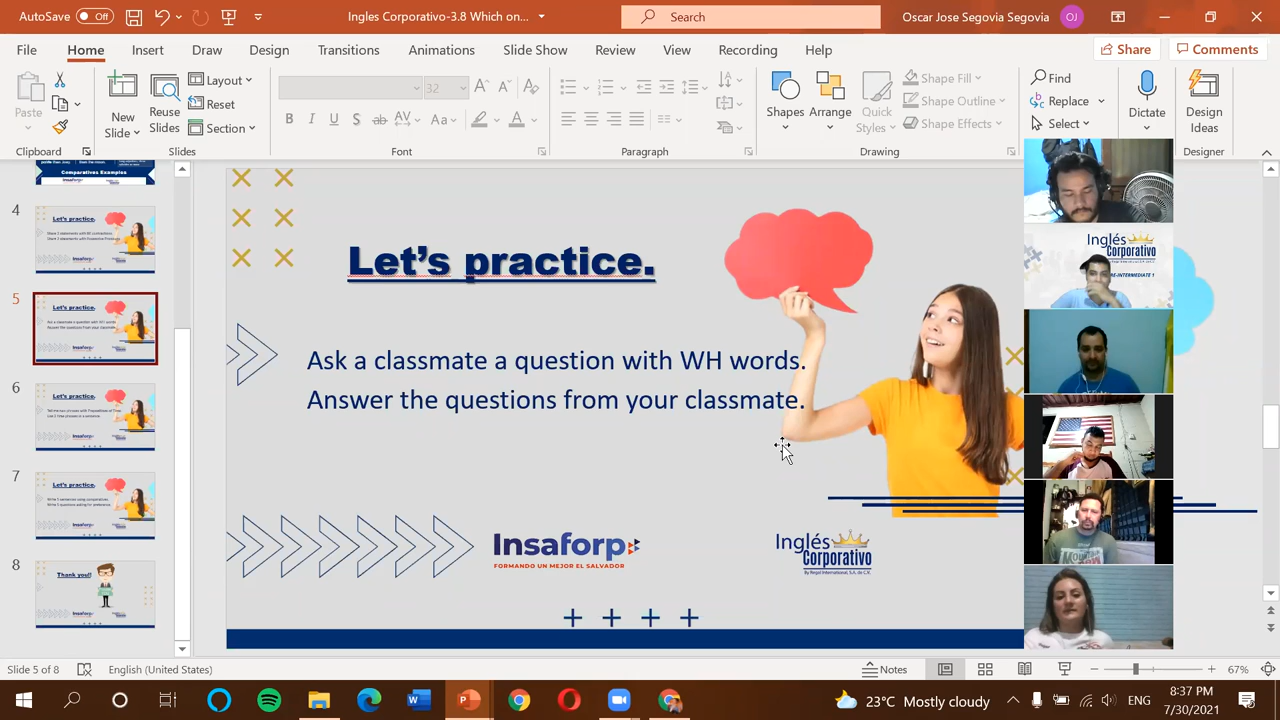 AutoSave Off
Ingles Corporativo-3.8 Which on...
Search
Oscar Jose Segovia Segovia OJ
File Home Insert Draw Design Transitions Animations Slide Show Review View Recording Help
Share Comments
Paste
New Slide
Reuse Slides
Layout
Reset
Section
Shapes
Arrange
Quick Styles
Shape Fill
Shape Outline
Shape Effects
Find
Replace
Select
Dictate
Design Ideas
Clipboard Slides Font Paragraph Drawing Designer
Comparatives Examples
4
Let's practice.
5
Let's practice.
6
Let's practice.
7
Let's practice.
8
Thank you!!
Let's practice.
Ask a classmate a question with WH words.
Answer the questions from your classmate.
Insaforp
FORMANDO UN MEJOR EL SALVADOR
Inglés
Corporativo
By Regal International, S.A. de C.V.
Inglés
Corporativo
Slide 5 of 8 English (United States) Notes 67%
23°C Mostly cloudy ENG 8:37 PM
7/30/2021